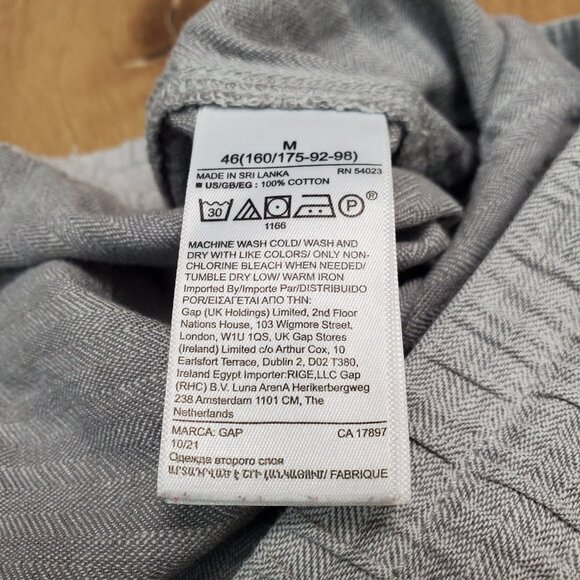 M
46(160/175-92-98)
MADE IN SRI LANKA RN 54023
■ US/GB/EG : 100% COTTON
30 P ®
1166
MACHINE WASH COLD/ WASH AND
DRY WITH LIKE COLORS/ ONLY NON-
CHLORINE BLEACH WHEN NEEDED/
TUMBLE DRY LOW/ WARM IRON
Imported By/Importe Par/DISTRIBUIDO
POR/ΕΙΣΑΓΕΤΑΙ ΑΠΟ ΤΗΝ:
Gap (UK Holdings) Limited, 2nd Floor
Nations House, 103 Wigmore Street,
London, W1U 1QS, UK Gap Stores
(Ireland) Limited c/o Arthur Cox, 10
Earlsfort Terrace, Dublin 2, D02 T380,
Ireland Egypt Importer:RIGE,LLC Gap
(RHC) B.V. Luna ArenA Herikerbergweg
238 Amsterdam 1101 CM, The
Netherlands
MARCA: GAP CA 17897
10/21
Одежда второго слоя
ԱՐՏԱԴՐՎԱԾ Է ՇՐԻ ԼԱՆԿԱՅՈՒՄ/ FABRIQUE